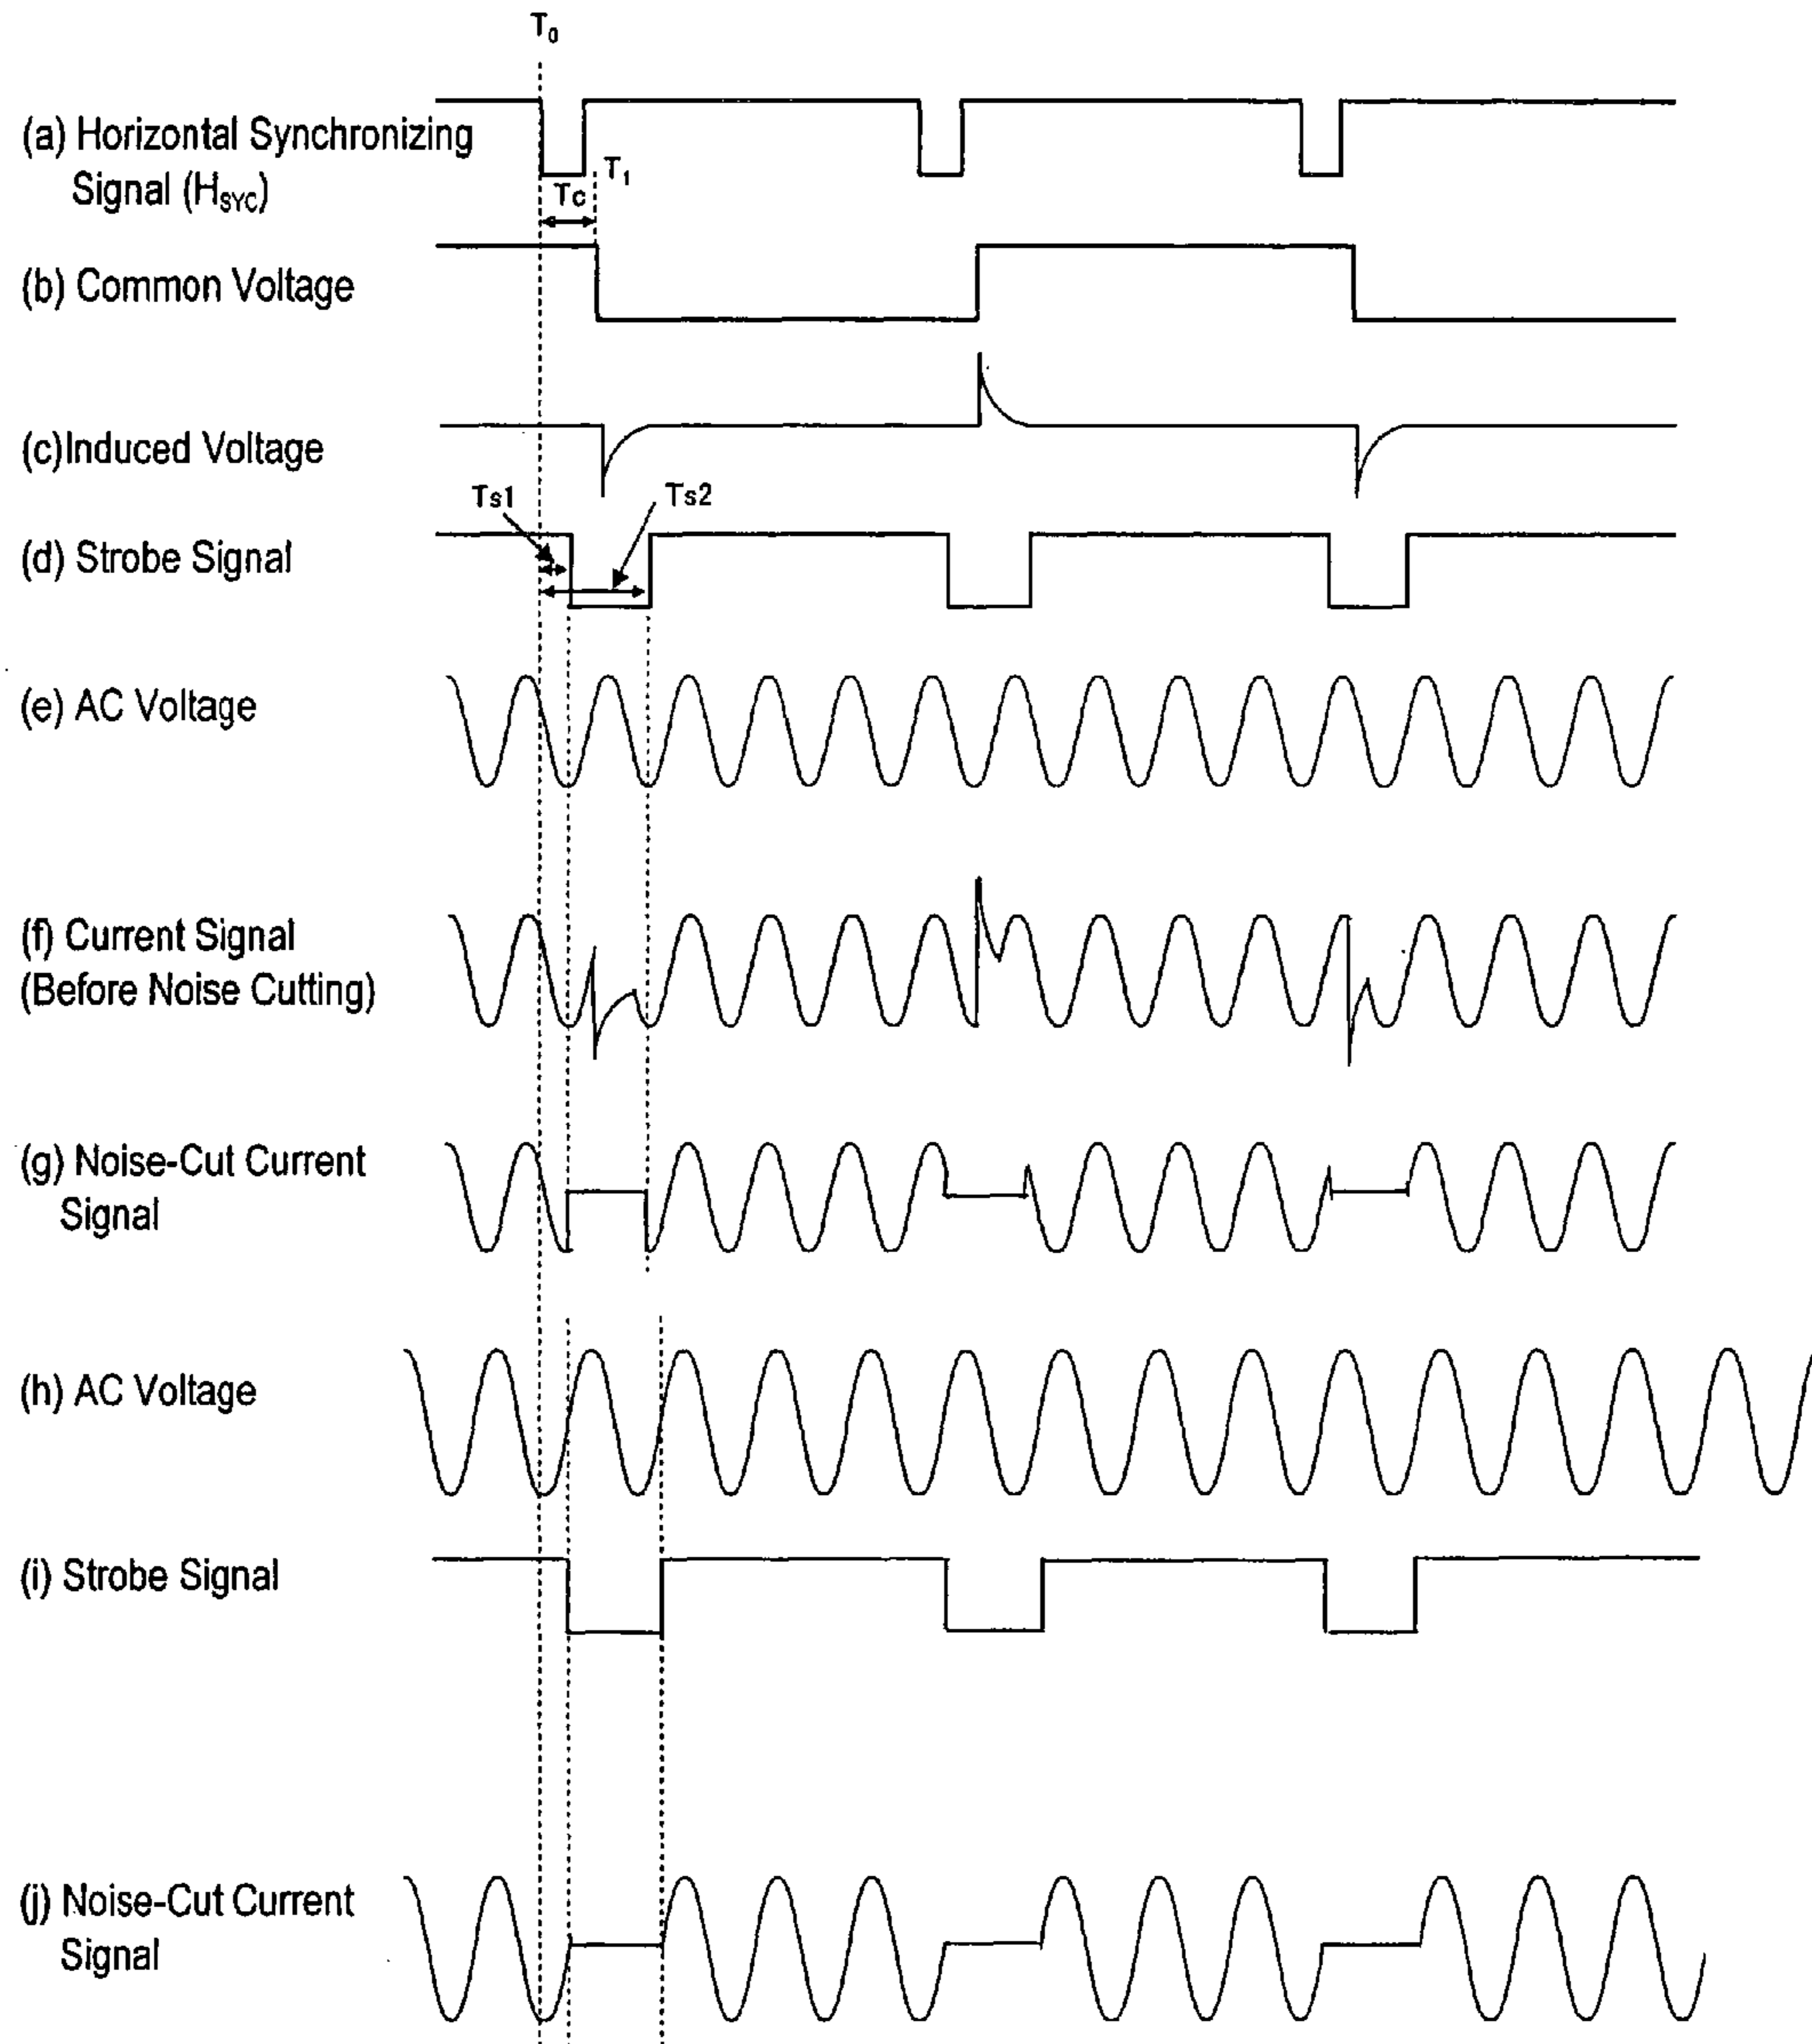 T0
(a) Horizontal Synchronizing
Signal (HSYC)
T1
Tc
(b) Common Voltage
(c)Induced Voltage
Ts1
Ts2
(d) Strobe Signal
(e) AC Voltage
(f) Current Signal
(Before Noise Cutting)
(g) Noise-Cut Current
Signal
(h) AC Voltage
(i) Strobe Signal
(j) Noise-Cut Current
Signal